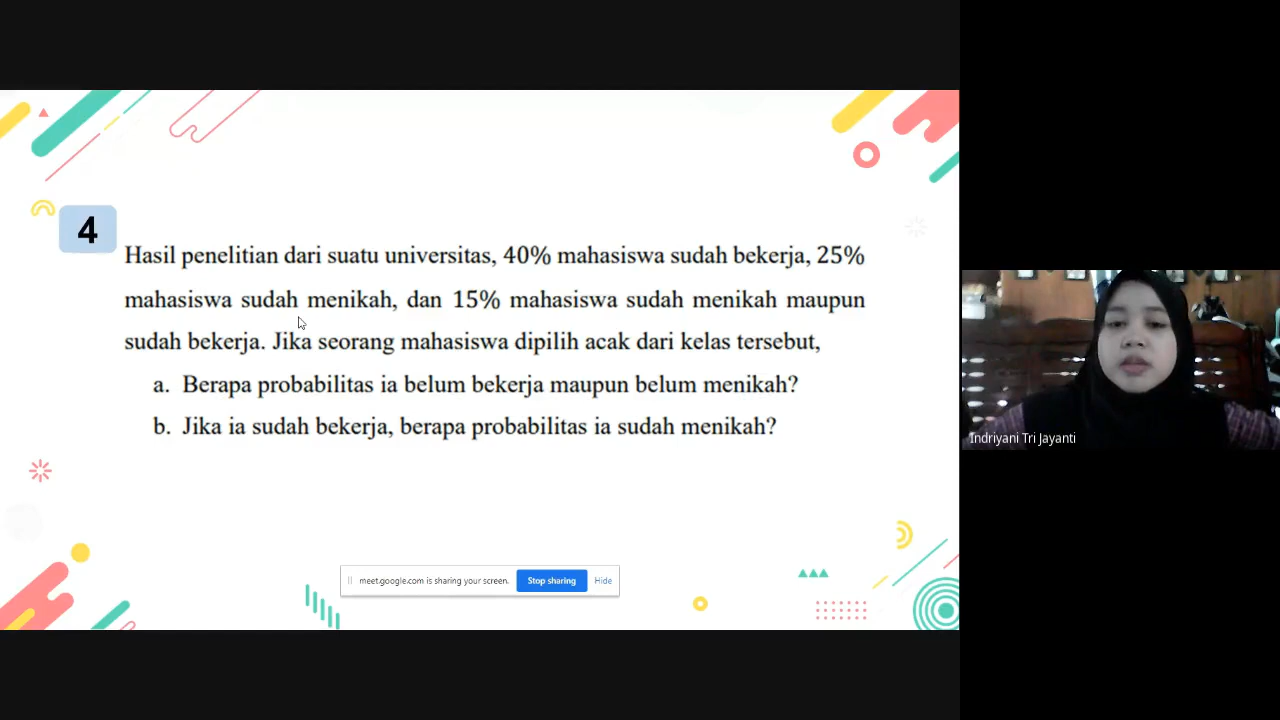 4
Hasil penelitian dari suatu universitas, 40% mahasiswa sudah bekerja, 25%
mahasiswa sudah menikah, dan 15% mahasiswa sudah menikah maupun
sudah bekerja. Jika seorang mahasiswa dipilih acak dari kelas tersebut,
a. Berapa probabilitas ia belum bekerja maupun belum menikah?
b. Jika ia sudah bekerja, berapa probabilitas ia sudah menikah?
Indriyani Tri Jayanti
meet.google.com is sharing your screen. Stop sharing Hide